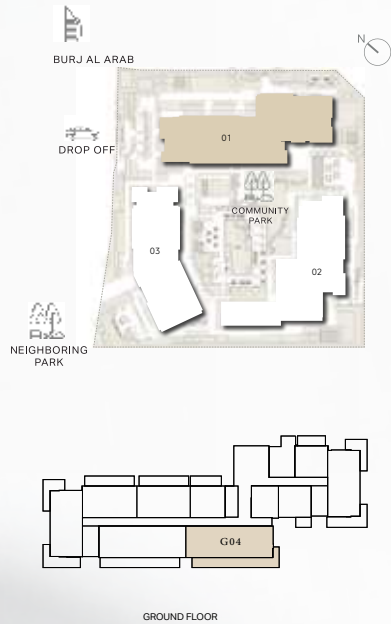 N
BURJ AL ARAB
DROP OFF
01
COMMUNITY
PARK
03
02
NEIGHBORING
PARK
G04
GROUND FLOOR